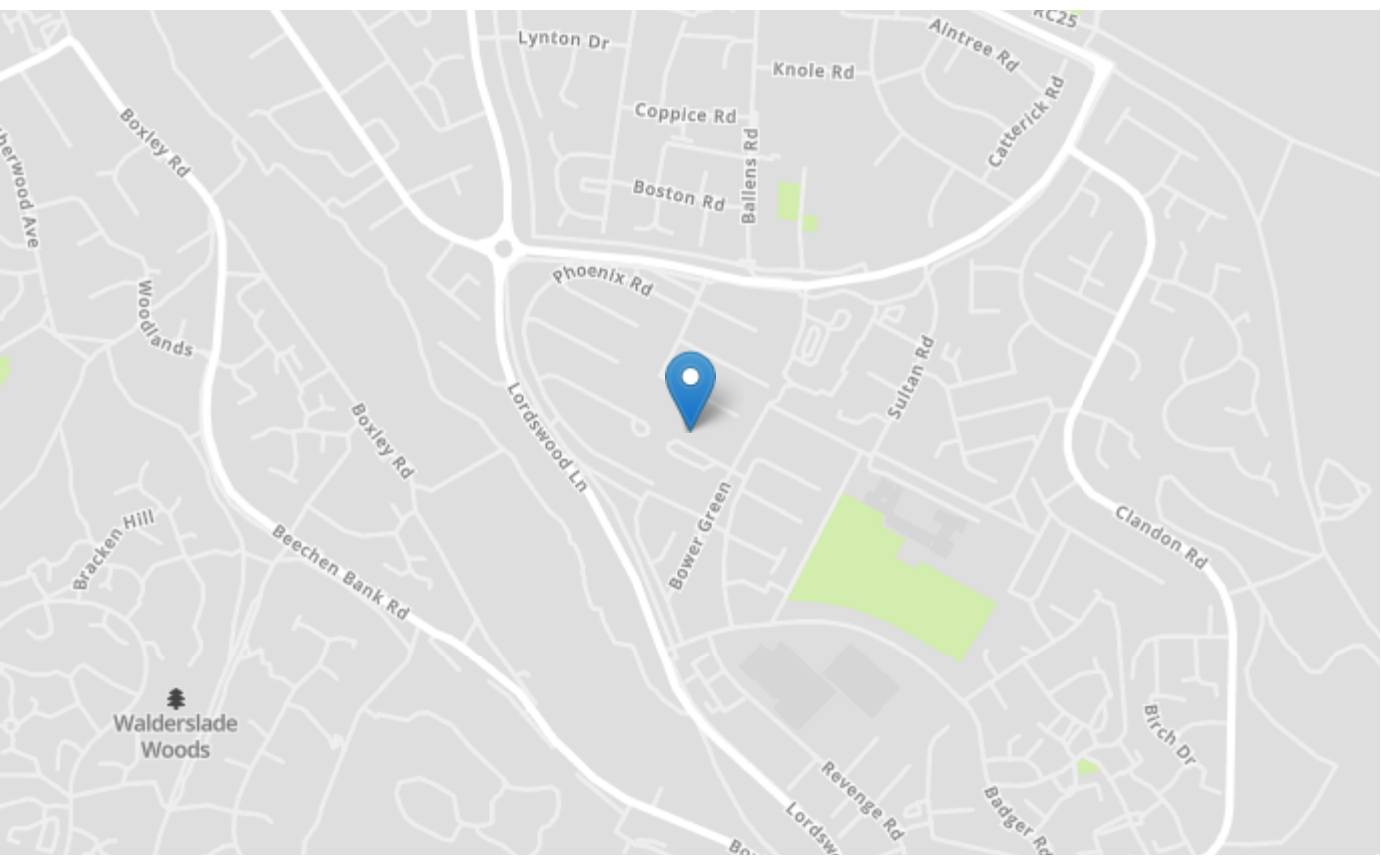 RC25
Aintree Rd
Lynton Dr
Knole Rd
Catterick Rd
Coppice Rd
Boxley Rd
Ballens Rd
Boston Rd
Phoenix Rd
Woodlands
Sultan Rd
Lordswood Ln
Boxley Rd
Bower Green
Bracken Hill
Clandon Rd
Beechen Bank Rd
Walderslade
Woods
Birch Dr
Revenge Rd
Badger Rd